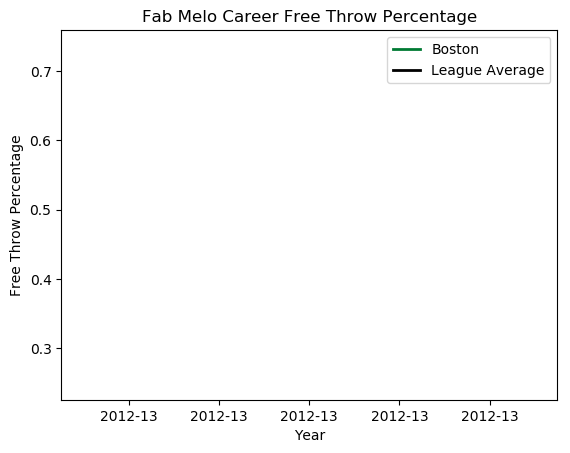 Fab Melo Career Free Throw Percentage
Boston
League Average
0.7
0.6
0.5
0.4
0.3
Free Throw Percentage
2012-13 2012-13 2012-13 2012-13 2012-13
Year